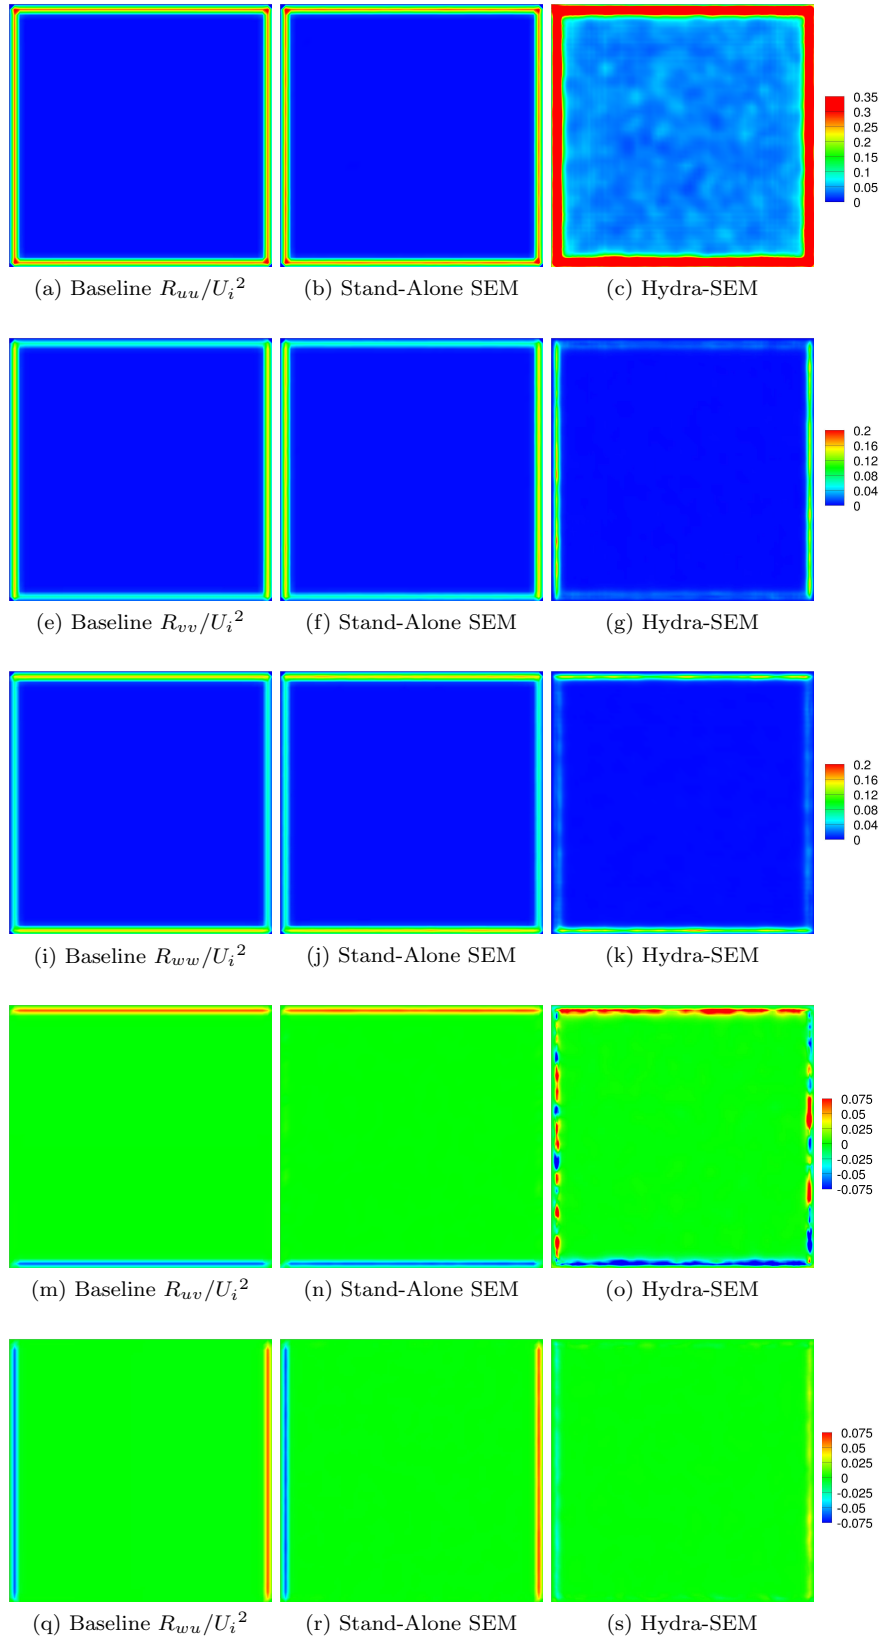 0.35
0.3
0.25
0.2
0.15
0.1
0.05
0
(a) Baseline $R_{uu}/U_i^2$
(b) Stand-Alone SEM
(c) Hydra-SEM
0.2
0.16
0.12
0.08
0.04
0
(e) Baseline $R_{vv}/U_i^2$
(f) Stand-Alone SEM
(g) Hydra-SEM
0.2
0.16
0.12
0.08
0.04
0
(i) Baseline $R_{ww}/U_i^2$
(j) Stand-Alone SEM
(k) Hydra-SEM
0.075
0.05
0.025
0
-0.025
-0.05
-0.075
(m) Baseline $R_{uv}/U_i^2$
(n) Stand-Alone SEM
(o) Hydra-SEM
0.075
0.05
0.025
0
-0.025
-0.05
-0.075
(q) Baseline $R_{wu}/U_i^2$
(r) Stand-Alone SEM
(s) Hydra-SEM